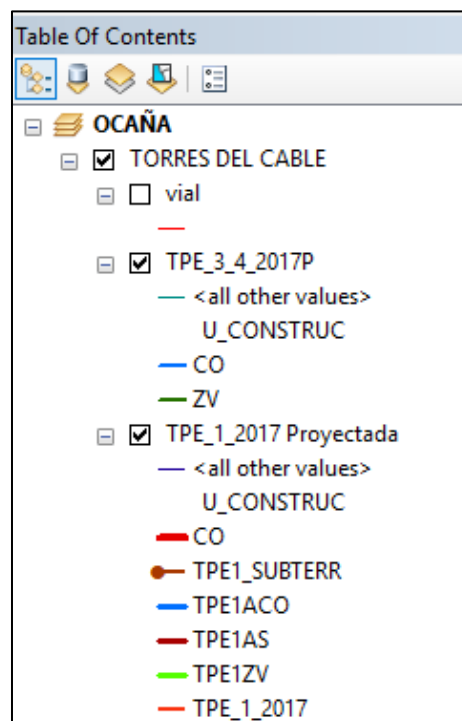 Table Of Contents
OCAÑA
TORRES DEL CABLE
vial
TPE_3_4_2017P
<all other values>
U_CONSTRUC
CO
ZV
TPE_1_2017 Proyectada
<all other values>
U_CONSTRUC
CO
TPE1_SUBTERR
TPE1ACO
TPE1AS
TPE1ZV
TPE_1_2017